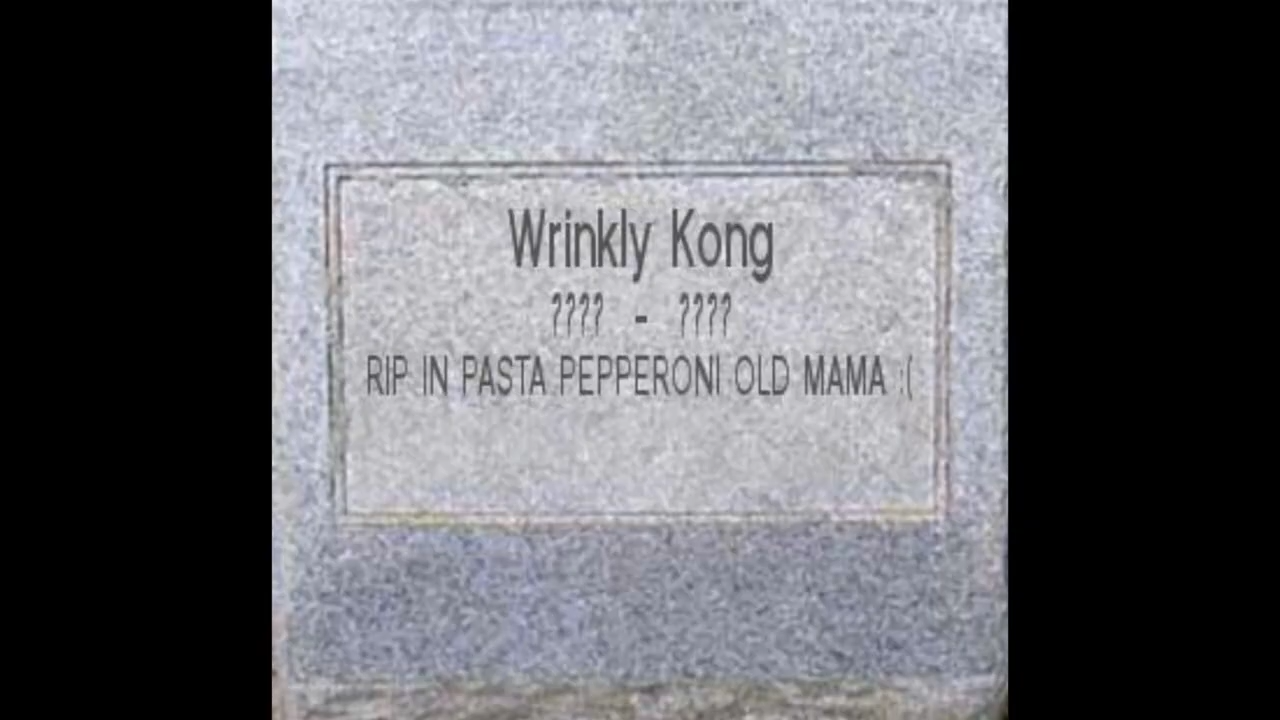 Wrinkly Kong
???? - ????
RIP IN PASTA PEPPERONI OLD MAMA :(